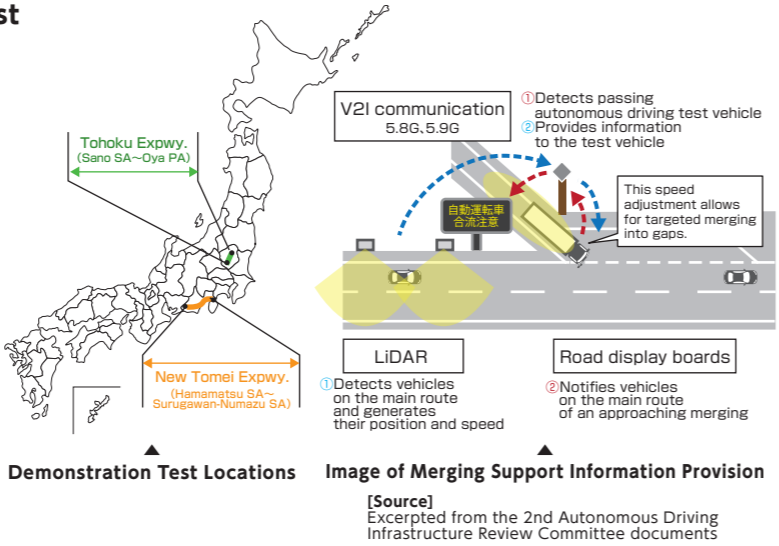 st
Tohoku Expwy.
(Sano SA~Oya PA)
New Tomei Expwy.
(Hamamatsu SA~
Surugawan-Numazu SA)
▲
Demonstration Test Locations
V2I communication
5.8G、5.9G
①Detects passing
autonomous driving test vehicle
②Provides information
to the test vehicle
自動運転車
合流注意
This speed
adjustment allows
for targeted merging
into gaps.
LiDAR
①Detects vehicles
on the main route
and generates
their position and speed
Road display boards
②Notifies vehicles
on the main route
of an approaching merging
▲
Image of Merging Support Information Provision
[Source]
Excerpted from the 2nd Autonomous Driving
Infrastructure Review Committee documents